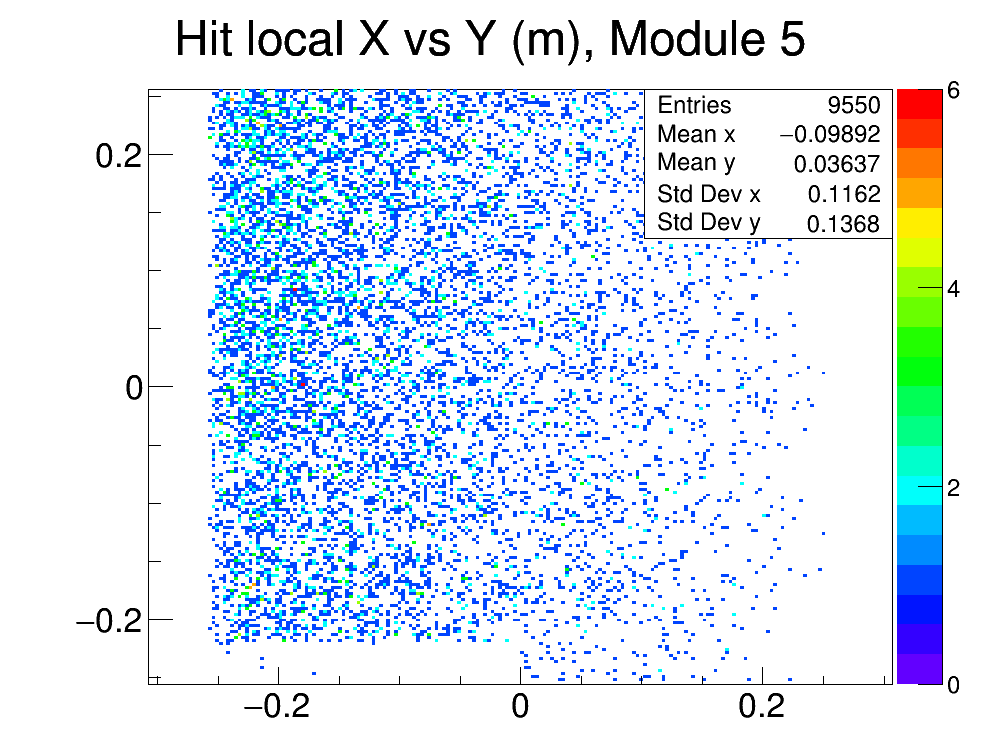 Hit local X vs Y (m), Module 5
Entries 9550
Mean x −0.09892
Mean y 0.03637
Std Dev x 0.1162
Std Dev y 0.1368
0.2
0
−0.2
−0.2 0 0.2
6
4
2
0